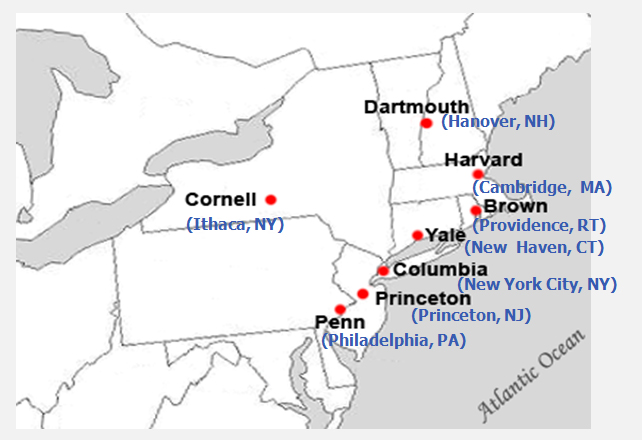 Dartmouth
(Hanover, NH)
Harvard
(Cambridge, MA)
Cornell
(Ithaca, NY)
Brown
(Providence, RT)
Yale
(New Haven, CT)
Columbia
(New York City, NY)
Princeton
(Princeton, NJ)
Penn
(Philadelphia, PA)
Atlantic Ocean